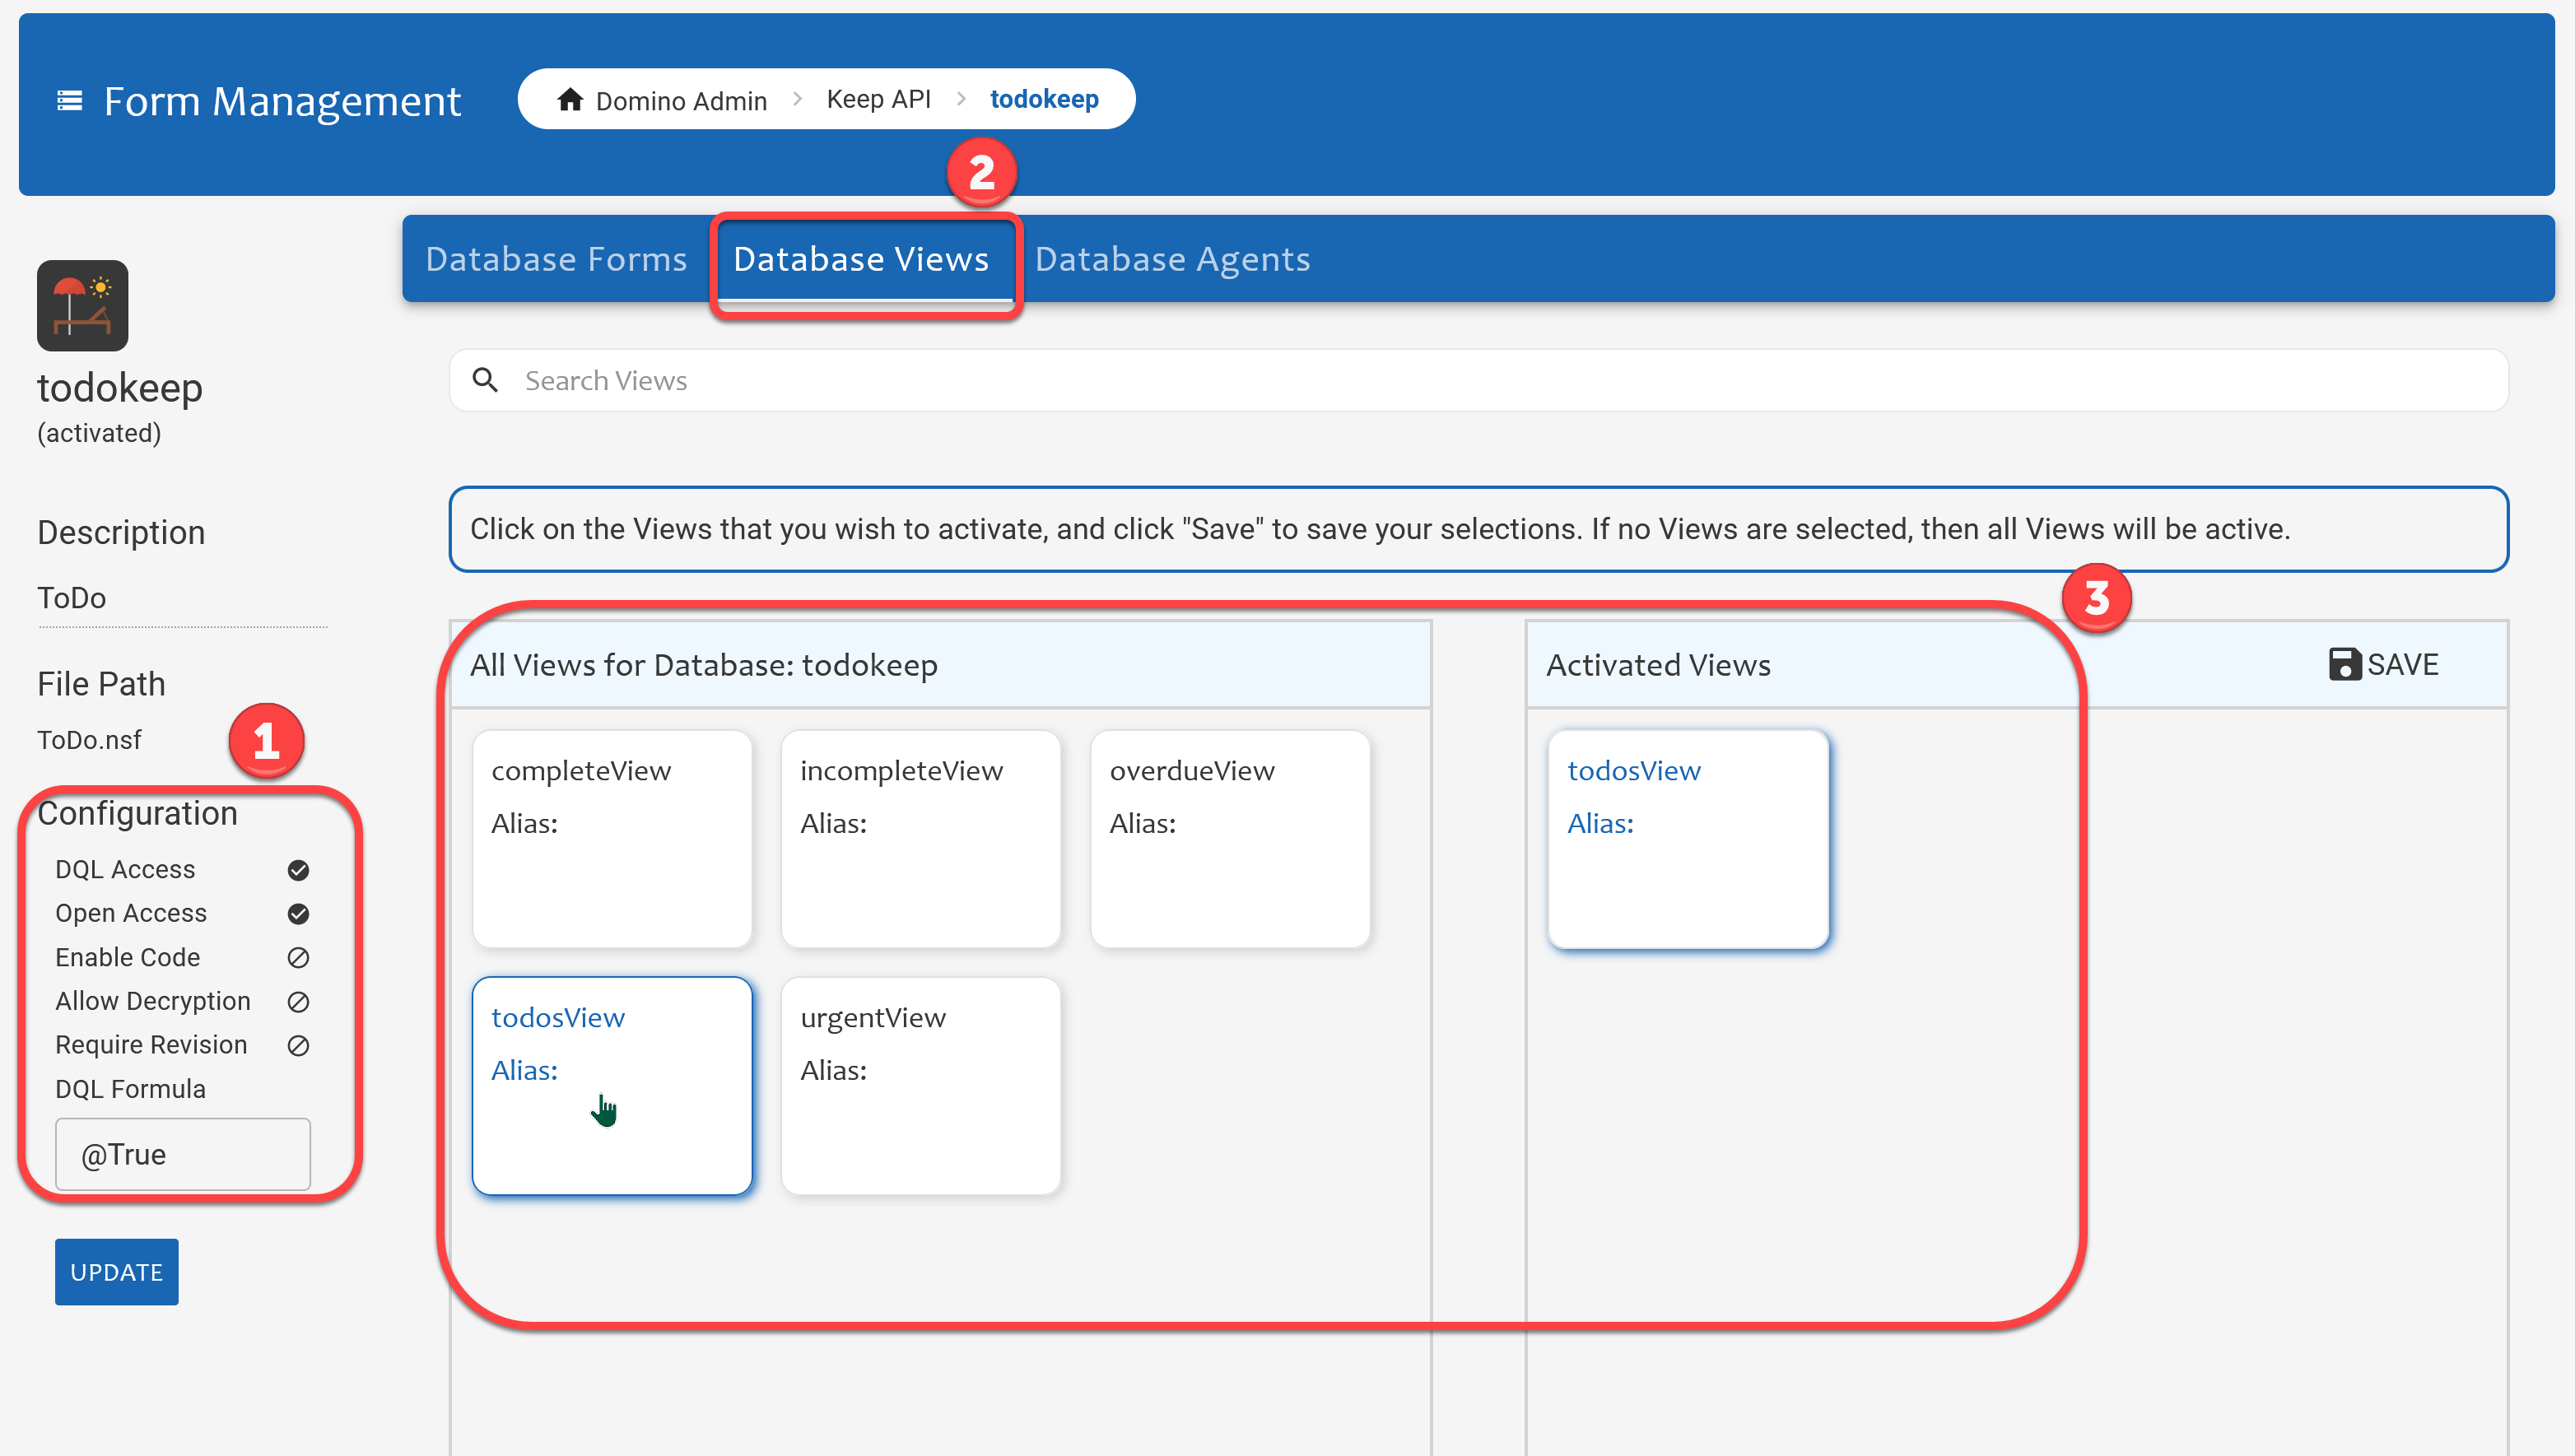 Form Management
Domino Admin > Keep API > todokeep
2
Database Forms Database Views Database Agents
todokeep
(activated)
Search Views
Description
ToDo
Click on the Views that you wish to activate, and click "Save" to save your selections. If no Views are selected, then all Views will be active.
3
File Path
ToDo.nsf
1
Configuration
DQL Access
Open Access
Enable Code
Allow Decryption
Require Revision
DQL Formula
@True
UPDATE
All Views for Database: todokeep
completeView
Alias:
incompleteView
Alias:
overdueView
Alias:
todosView
Alias:
urgentView
Alias:
Activated Views
SAVE
todosView
Alias: